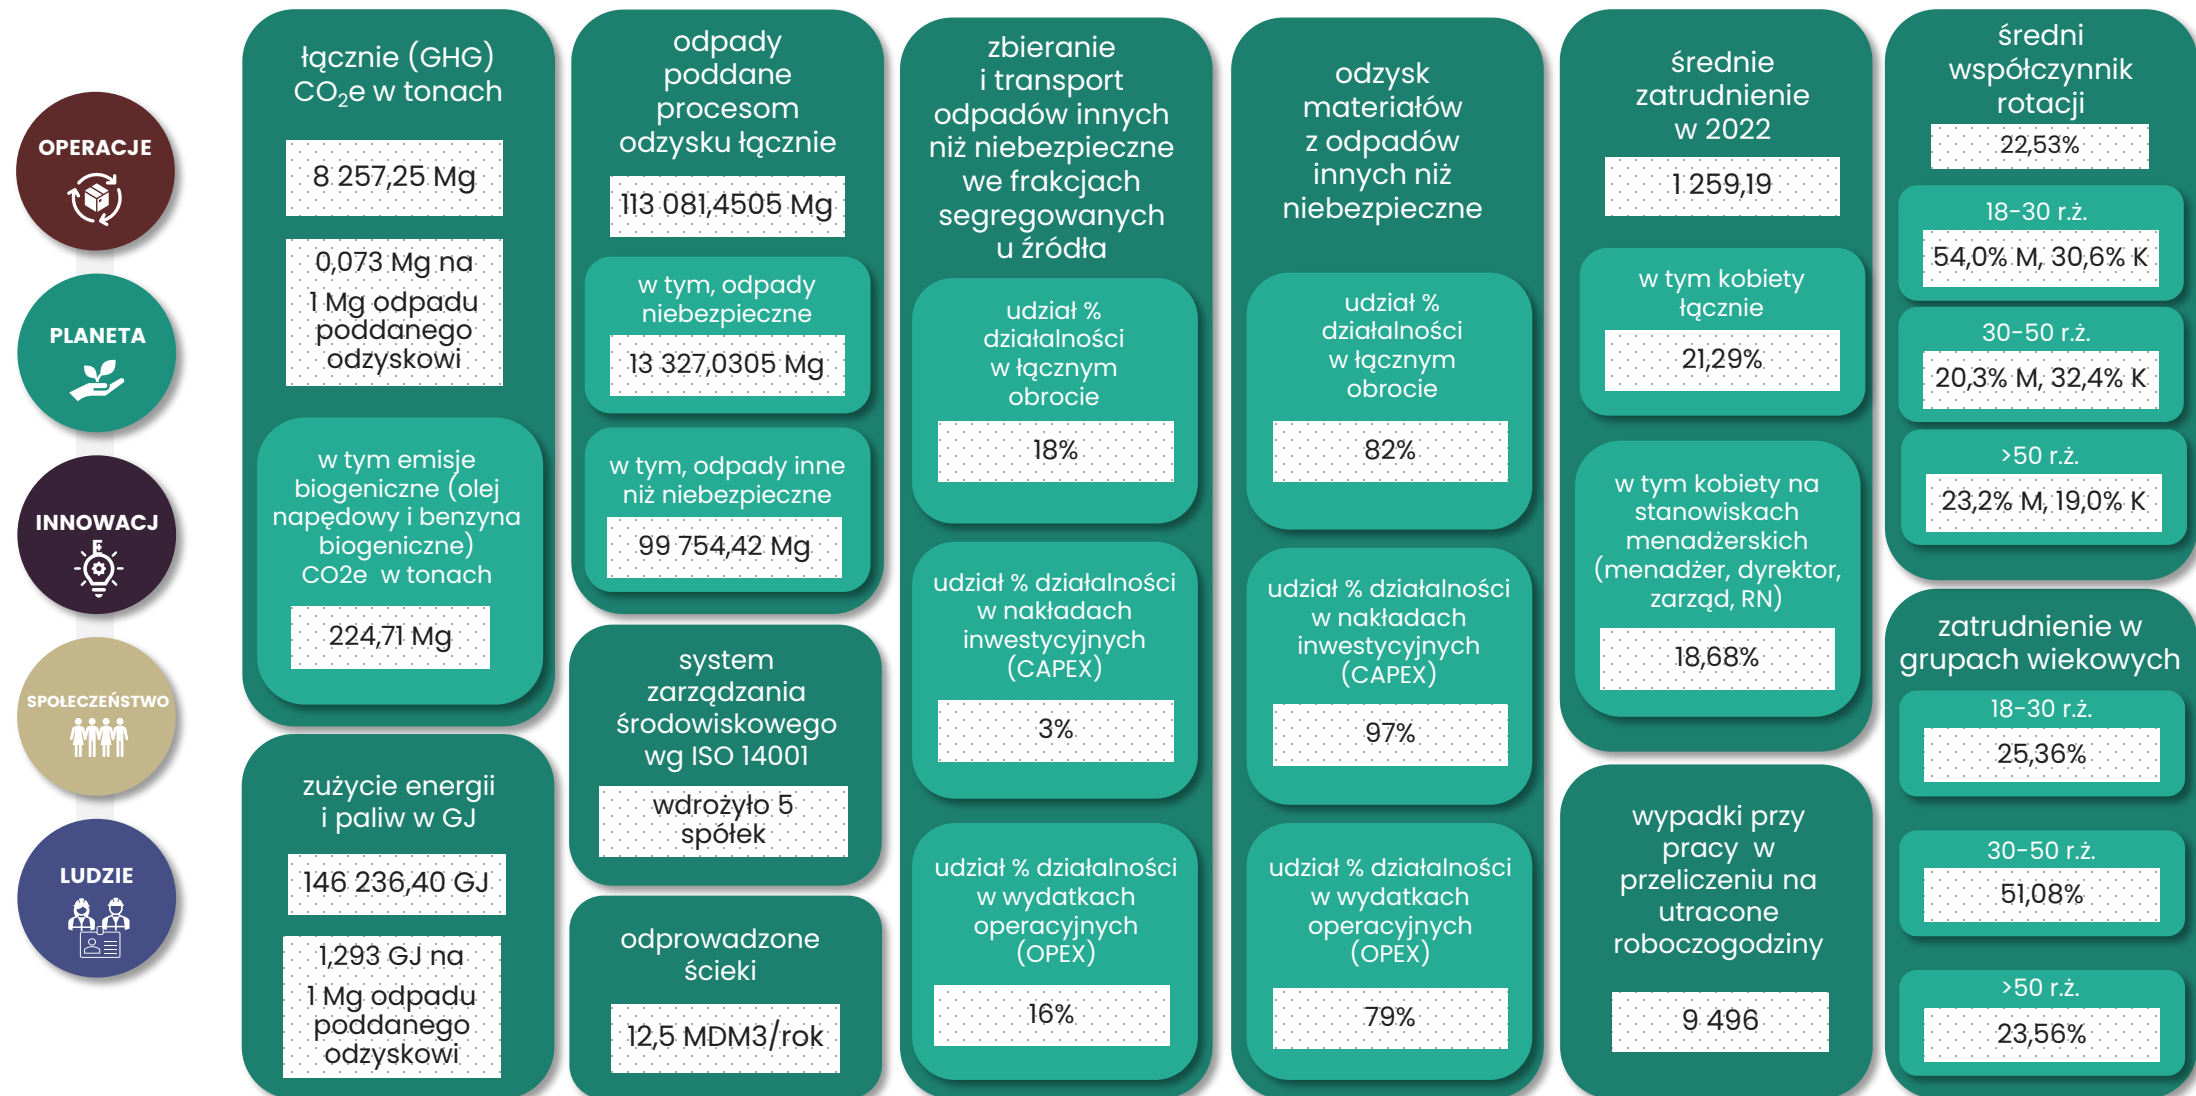 OPERACJE
PLANETA
INNOWACJ
E
SPOŁECZEŃSTWO
LUDZIE
łącznie (GHG)
CO₂e w tonach
8 257,25 Mg
0,073 Mg na
1 Mg odpadu
poddanego
odzyskowi
w tym emisje
biogeniczne (olej
napędowy i benzyna
biogeniczne)
CO2e w tonach
224,71 Mg
zużycie energii
i paliw w GJ
146 236,40 GJ
1,293 GJ na
1 Mg odpadu
poddanego
odzyskowi
odpady
poddane
procesom
odzysku łącznie
113 081,4505 Mg
w tym, odpady
niebezpieczne
13 327,0305 Mg
w tym, odpady inne
niż niebezpieczne
99 754,42 Mg
system
zarządzania
środowiskowego
wg ISO 14001
wdrożyło 5
spółek
odprowadzone
ścieki
12,5 MDM3/rok
zbieranie
i transport
odpadów innych
niż niebezpieczne
we frakcjach
segregowanych
u źródła
udział %
działalności
w łącznym
obrocie
18%
udział % działalności
w nakładach
inwestycyjnych
(CAPEX)
3%
udział % działalności
w wydatkach
operacyjnych
(OPEX)
16%
odzysk
materiałów
z odpadów
innych niż
niebezpieczne
udział %
działalności
w łącznym
obrocie
82%
udział % działalności
w nakładach
inwestycyjnych
(CAPEX)
97%
udział % działalności
w wydatkach
operacyjnych
(OPEX)
79%
średnie
zatrudnienie
w 2022
1 259,19
w tym kobiety
łącznie
21,29%
w tym kobiety na
stanowiskach
menadżerskich
(menadżer, dyrektor,
zarząd, RN)
18,68%
wypadki przy
pracy w
przeliczeniu na
utracone
roboczogodziny
9 496
średni
współczynnik
rotacji
22,53%
18-30 r.ż.
54,0% M, 30,6% K
30-50 r.ż.
20,3% M, 32,4% K
>50 r.ż.
23,2% M, 19,0% K
zatrudnienie w
grupach wiekowych
18-30 r.ż.
25,36%
30-50 r.ż.
51,08%
>50 r.ż.
23,56%